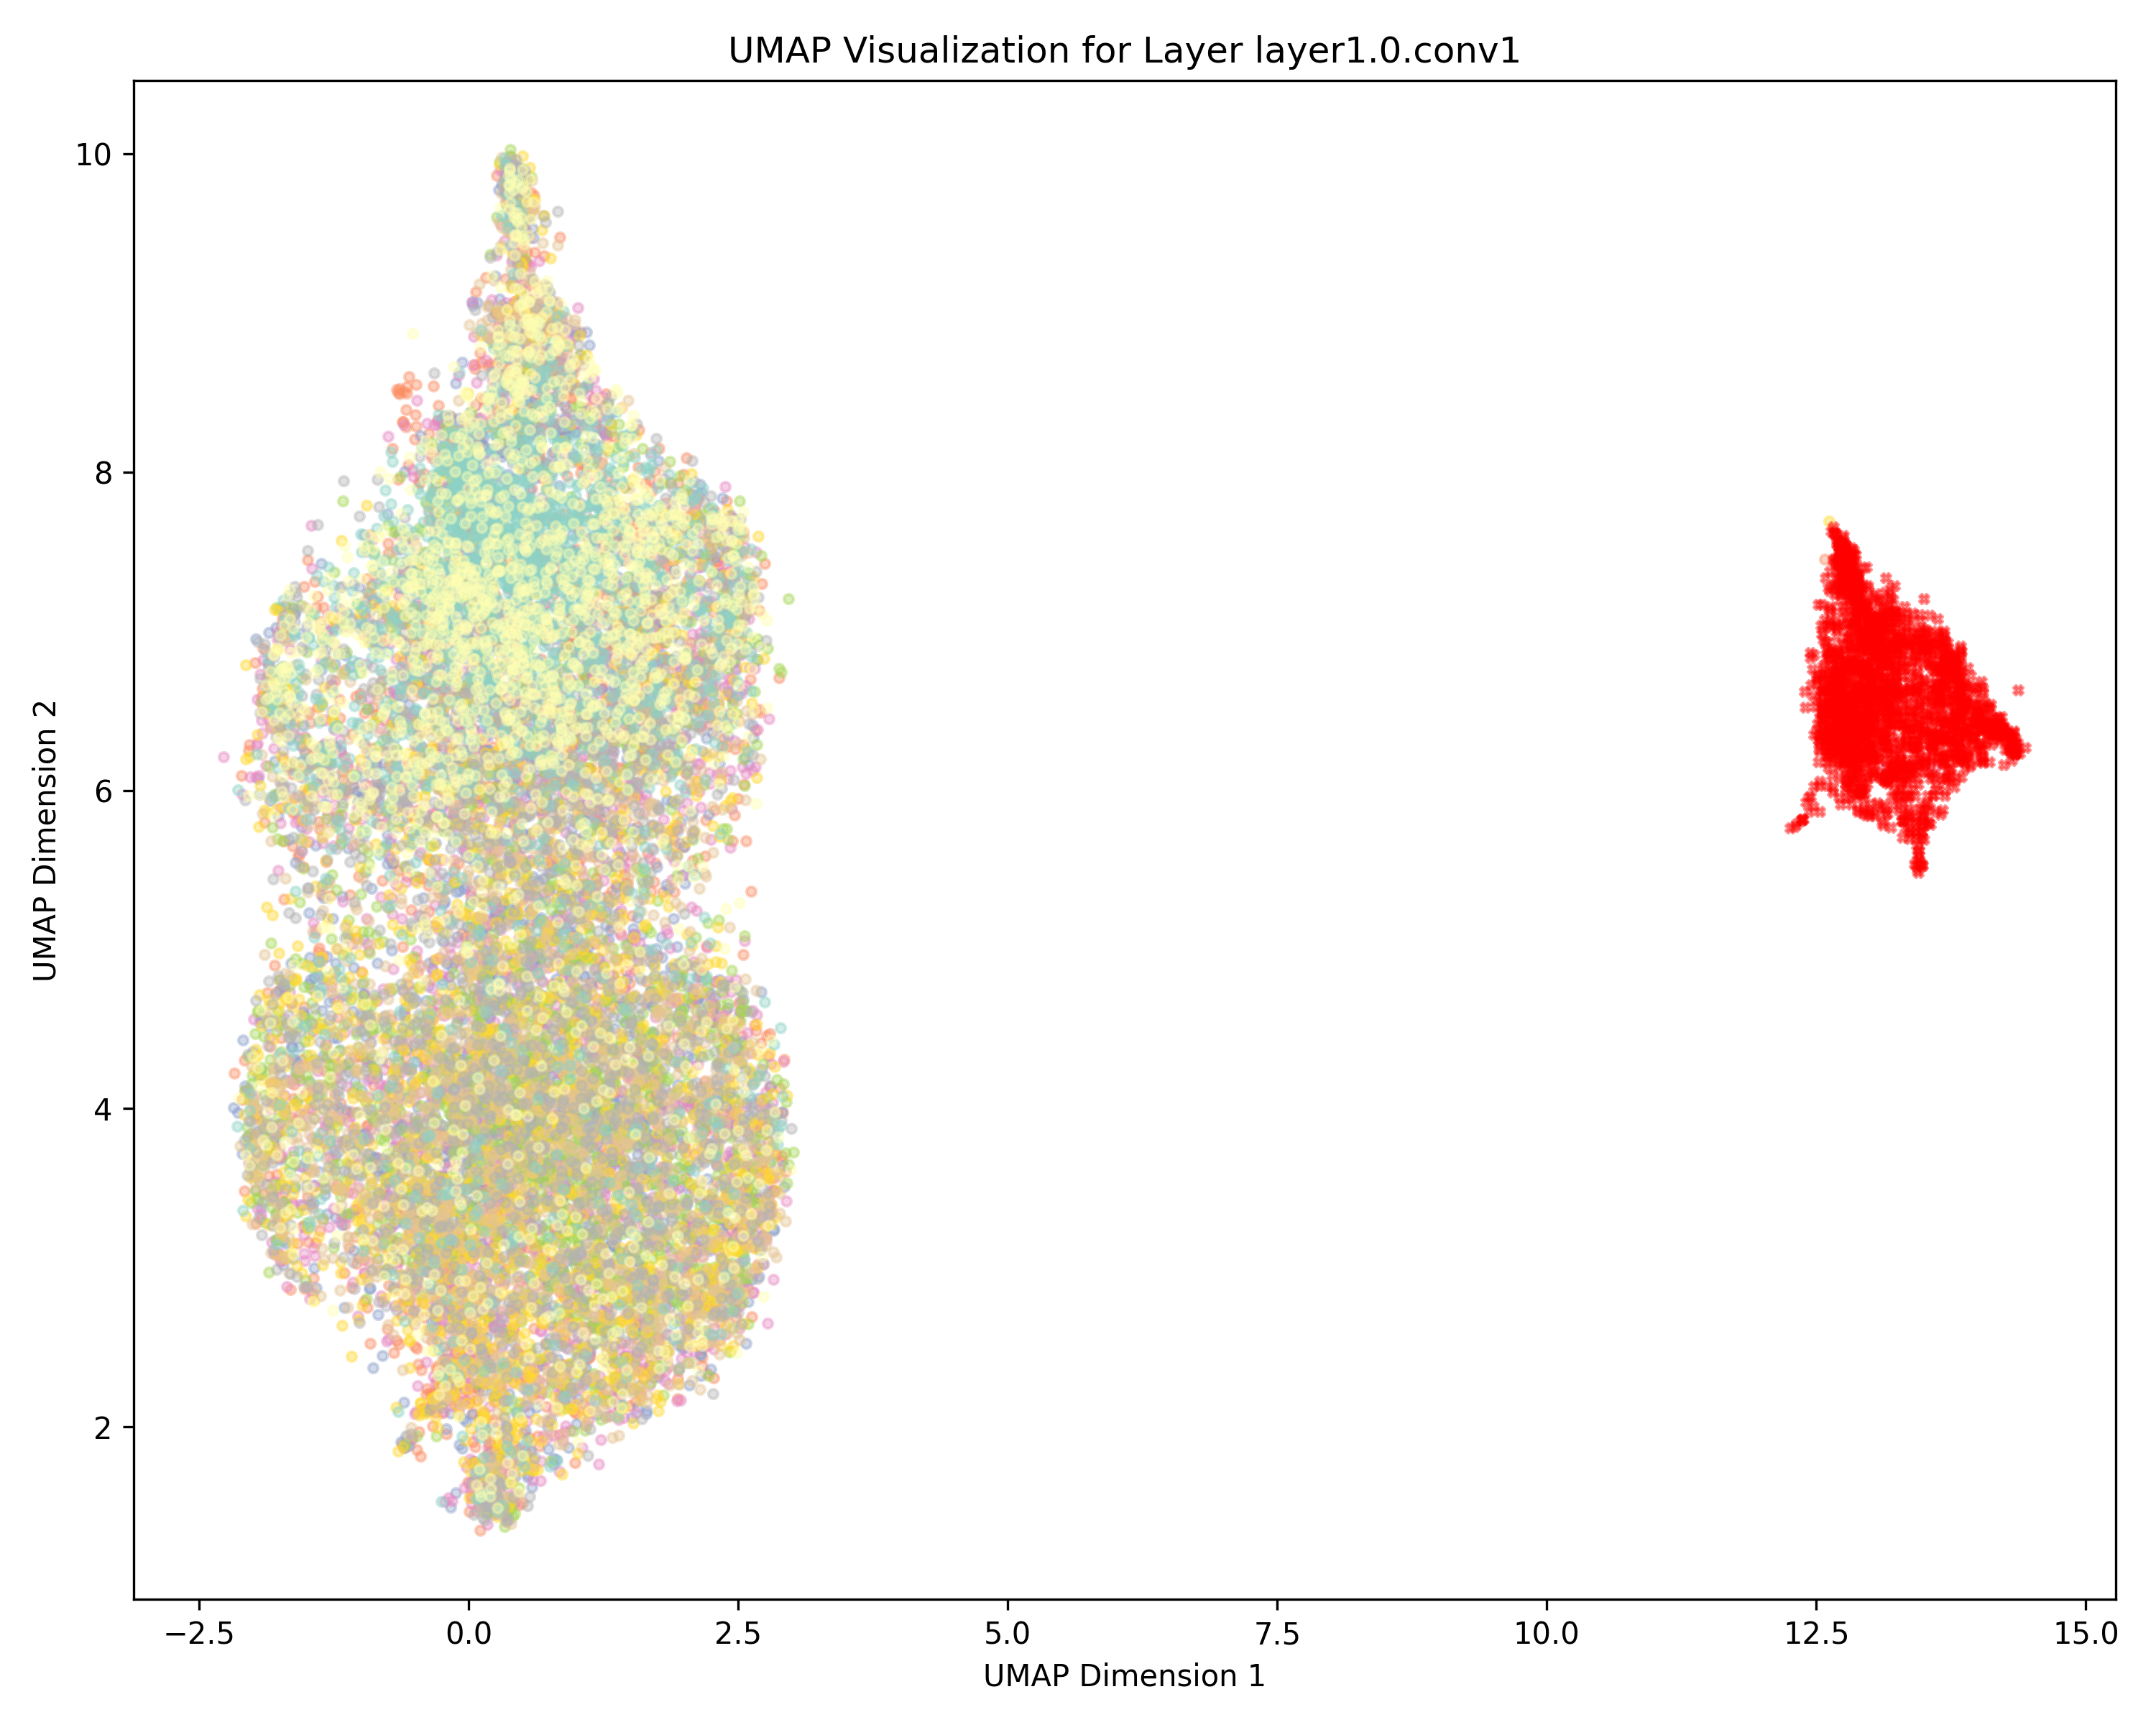 UMAP Visualization for Layer layer1.0.conv1
10
8
6
4
2
UMAP Dimension 2
−2.5 0.0 2.5 5.0 7.5 10.0 12.5 15.0
UMAP Dimension 1